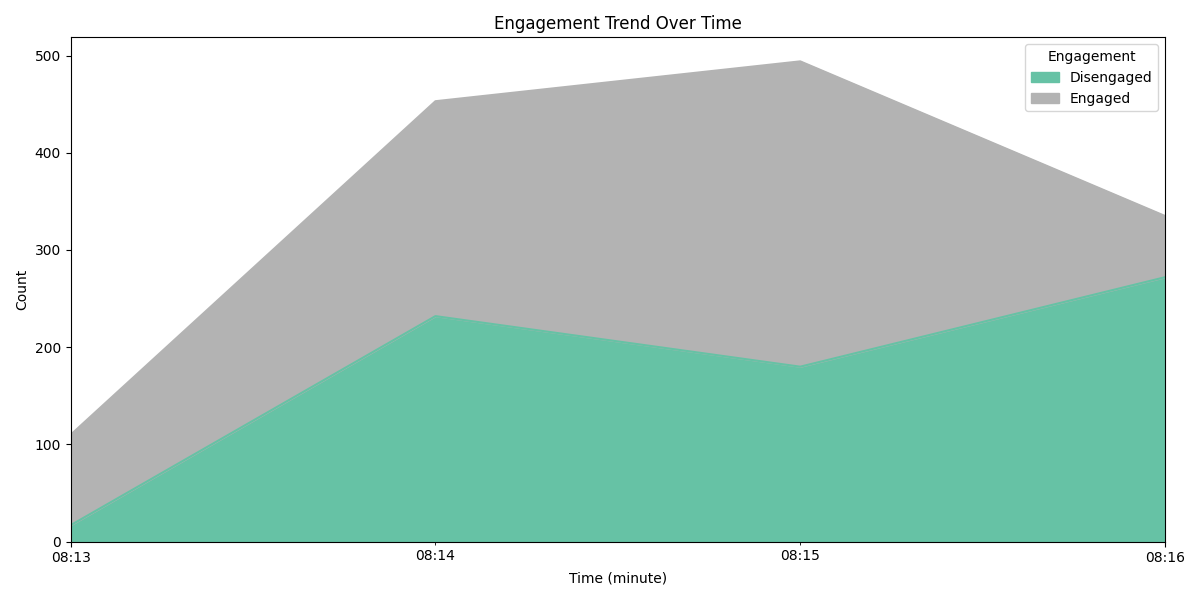 Engagement Trend Over Time
Engagement
Disengaged
Engaged
Count
500
400
300
200
100
0
08:13
08:14
08:15
08:16
Time (minute)